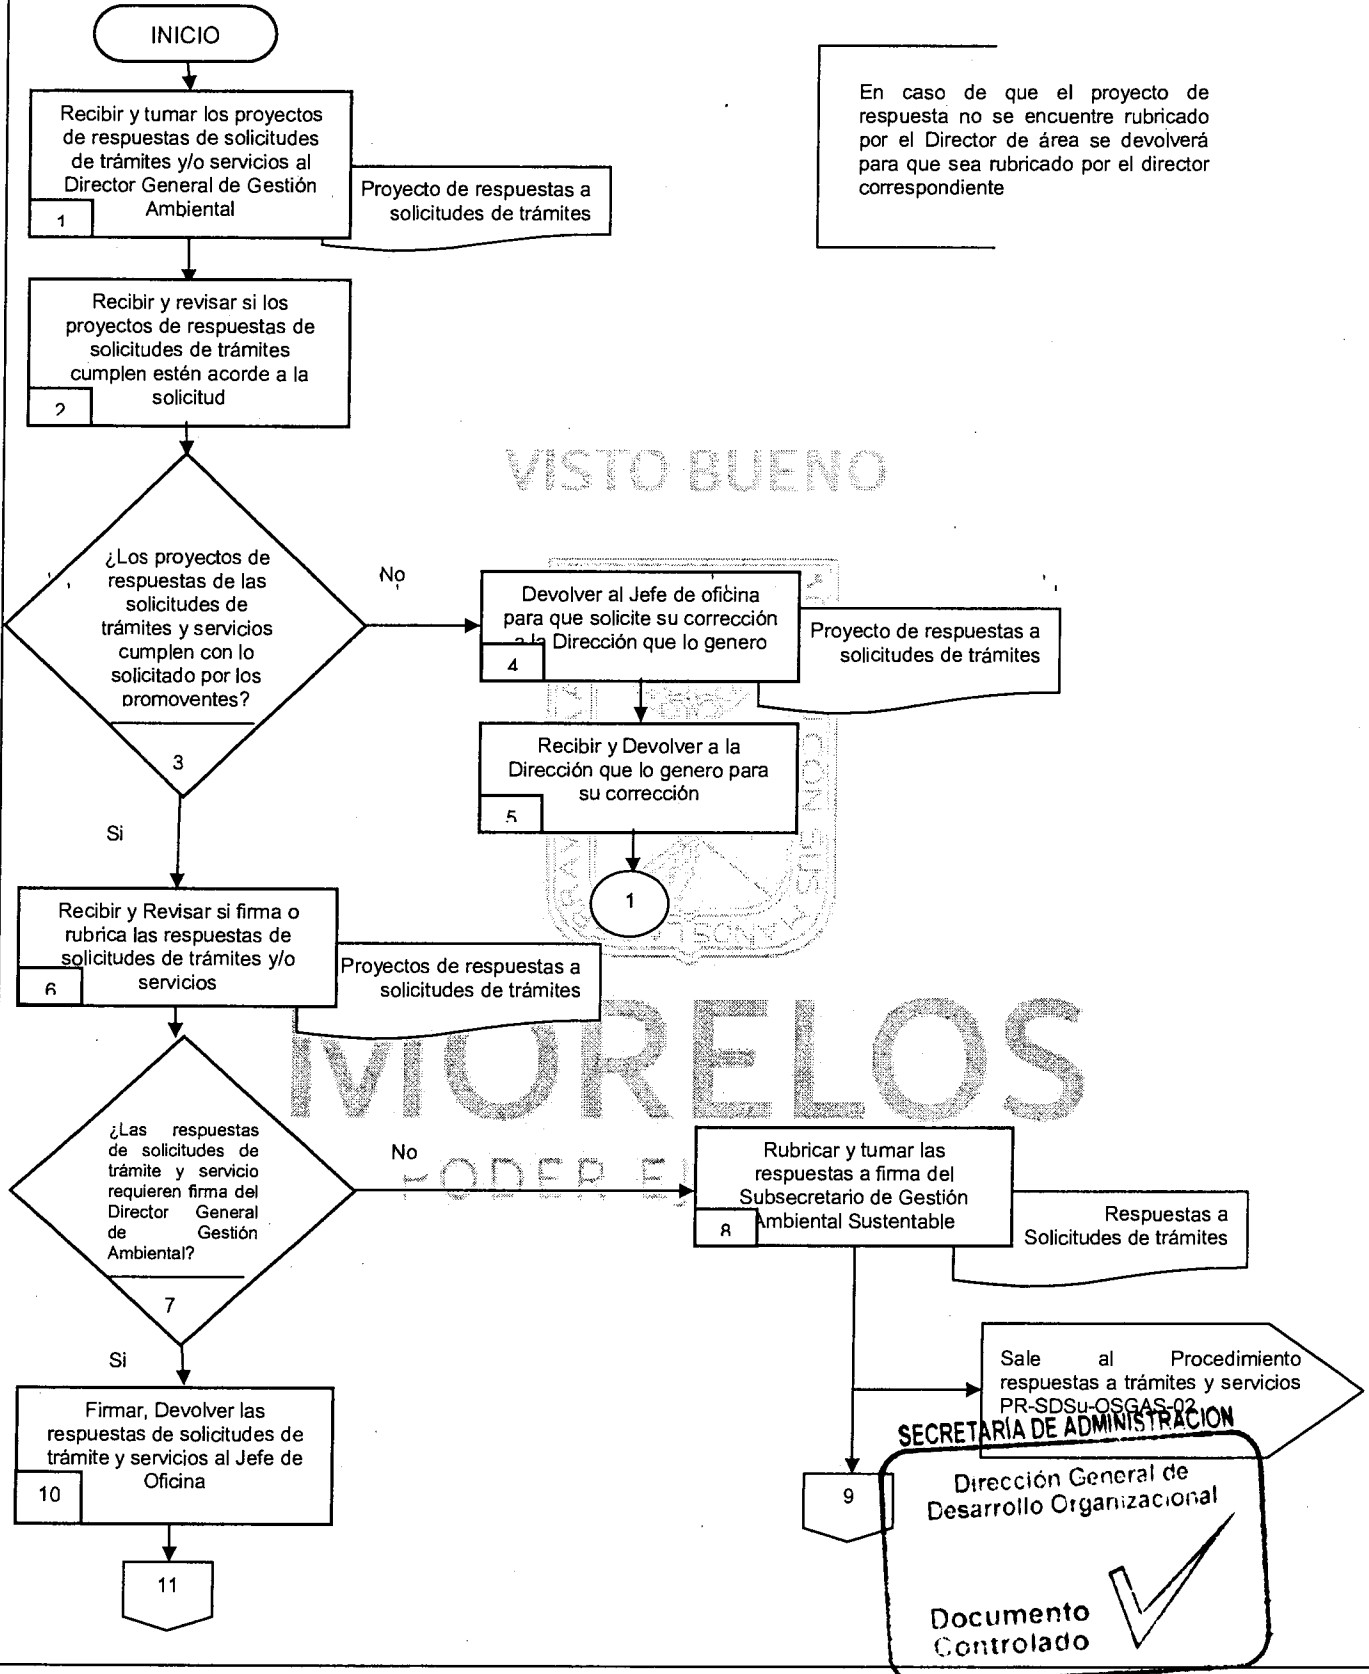 INICIO
Recibir y tumar los proyectos
de respuestas de solicitudes
de trámites y/o servicios al
Director General de Gestión
Ambiental
1
Proyecto de respuestas a
solicitudes de trámites
En caso de que el proyecto de
respuesta no se encuentre rubricado
por el Director de área se devolverá
para que sea rubricado por el director
correspondiente
Recibir y revisar si los
proyectos de respuestas de
solicitudes de trámites
cumplen estén acorde a la
solicitud
2
VISTO BUENO
¿Los proyectos de
respuestas de las
solicitudes de
trámites y servicios
cumplen con lo
solicitado por los
promoventes?
3
No
Devolver al Jefe de oficina
para que solicite su corrección
a la Dirección que lo genero
4
Proyecto de respuestas a
solicitudes de trámites
Recibir y Devolver a la
Dirección que lo genero para
su corrección
5
1
Si
Recibir y Revisar si firma o
rubrica las respuestas de
solicitudes de trámites y/o
servicios
6
Proyectos de respuestas a
solicitudes de trámites
MORELOS
PODER
¿Las respuestas
de solicitudes de
trámite y servicio
requieren firma del
Director General
de Gestión
Ambiental?
7
No
Rubricar y tumar las
respuestas a firma del
Subsecretario de Gestión
Ambiental Sustentable
8
Respuestas a
Solicitudes de trámites
Si
Sale al Procedimiento
respuestas a trámites y servicios
PR-SDSu-OSGAS-02
Firmar, Devolver las
respuestas de solicitudes de
trámite y servicios al Jefe de
Oficina
10
11
9
SECRETARÍA DE ADMINISTRACION
Dirección General de
Desarrollo Organizacional
Documento
Controlado